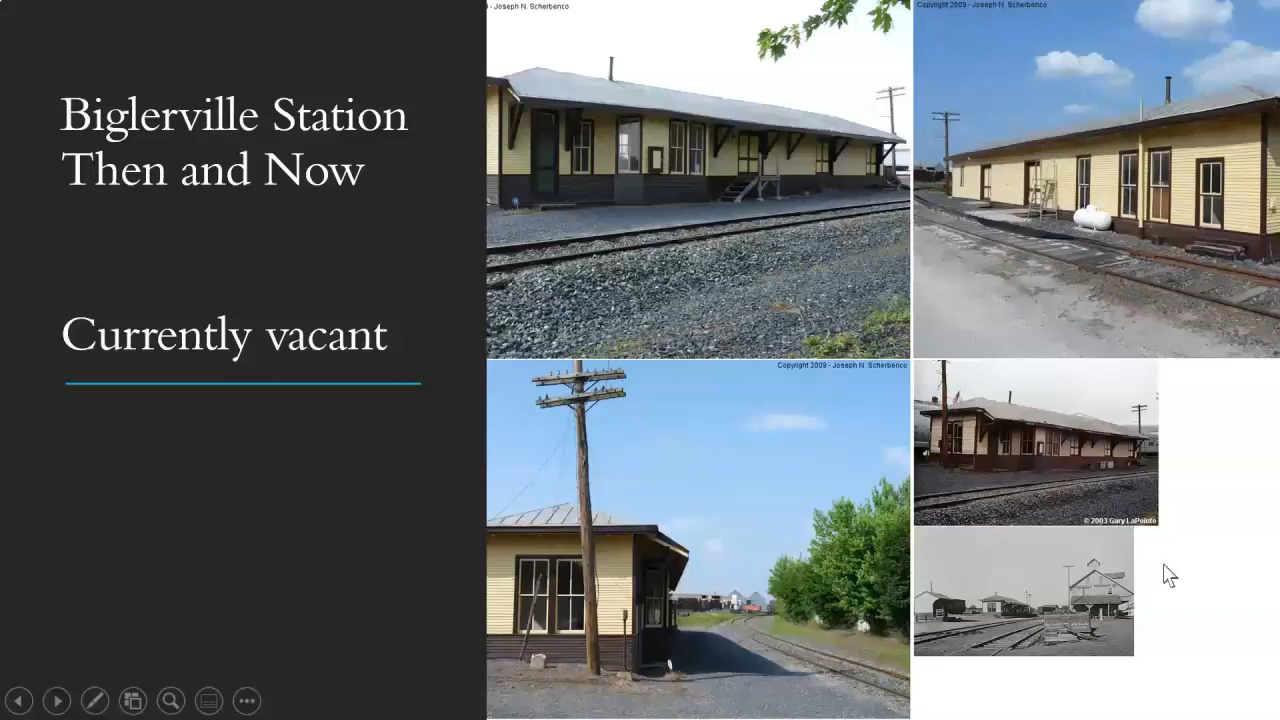 Biglerville Station
Then and Now
Currently vacant
- Joseph N. Scherbenco
Copyright 2009 - Joseph N. Scherbenco
Copyright 2009 - Joseph N. Scherbenco
© 2003 Gary LaPointe